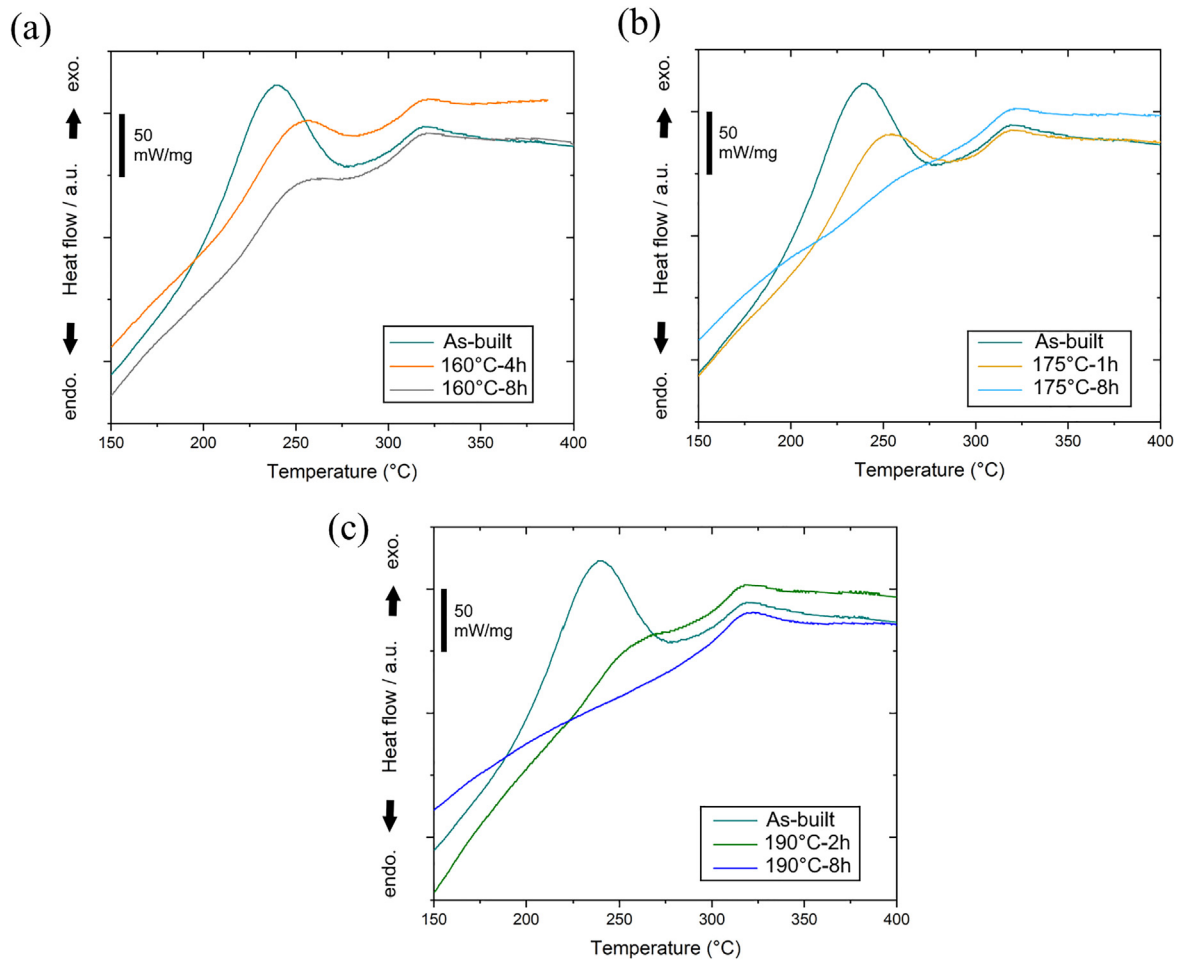 (a)
exo.
Heat flow / a.u.
endo.
50
mW/mg
As-built
160°C-4h
160°C-8h
150 200 250 300 350 400
Temperature (°C)
(b)
exo.
Heat flow / a.u.
endo.
50
mW/mg
As-built
175°C-1h
175°C-8h
150 200 250 300 350 400
Temperature (°C)
(c)
exo.
Heat flow / a.u.
endo.
50
mW/mg
As-built
190°C-2h
190°C-8h
150 200 250 300 350 400
Temperature (°C)